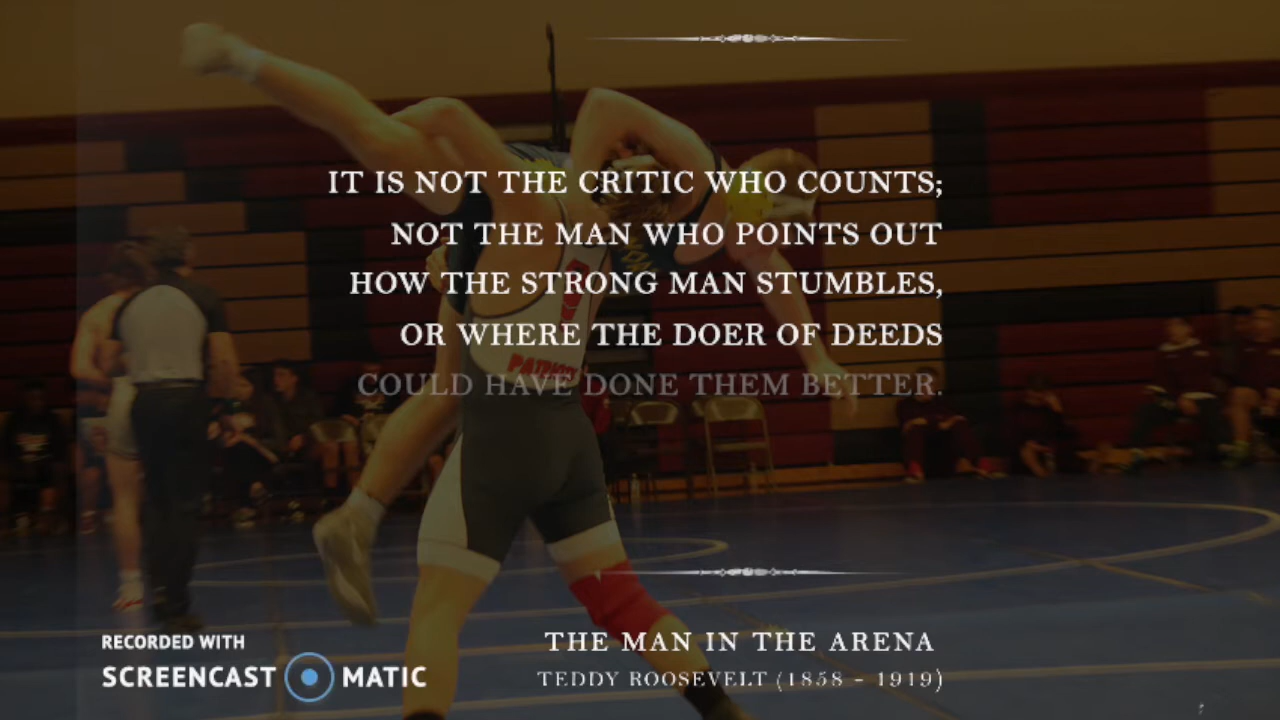 IT IS NOT THE CRITIC WHO COUNTS;
NOT THE MAN WHO POINTS OUT
HOW THE STRONG MAN STUMBLES,
OR WHERE THE DOER OF DEEDS
COULD HAVE DONE THEM BETTER.
PATRIOTS
THE MAN IN THE ARENA
TEDDY ROOSEVELT (1858 - 1919)
RECORDED WITH
SCREENCAST MATIC